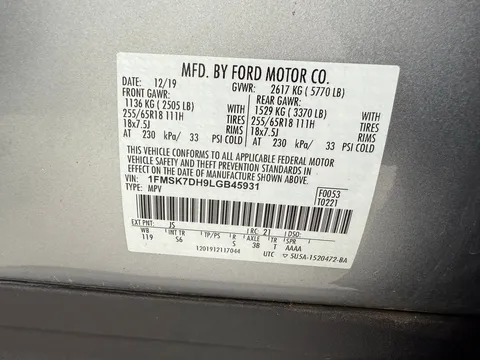 MFD. BY FORD MOTOR CO.
DATE: 12/19 GVWR: 2617 KG ( 5770 LB)
FRONT GAWR: REAR GAWR:
1136 KG ( 2505 LB) WITH 1529 KG ( 3370 LB) WITH
255/65R18 111H TIRES 255/65R18 111H TIRES
18x7.5J RIMS 18x7.5J RIMS
AT 230 kPa/ 33 PSI COLD AT 230 kPa/ 33 PSI COLD
THIS VEHICLE CONFORMS TO ALL APPLICABLE FEDERAL MOTOR
VEHICLE SAFETY AND THEFT PREVENTION STANDARDS IN
EFFECT ON THE DATE OF MANUFACTURE SHOWN ABOVE.
VIN: 1FMSK7DH9LGB45931 F0053
TYPE: MPV T0221
EXT PNT: JS RC: 21 DSO:
WB INT TR TP/PS R AXLE TR SPR
119 S6 S 3B T AAAA
1201912117044 UTC SU5A-1520472-BA